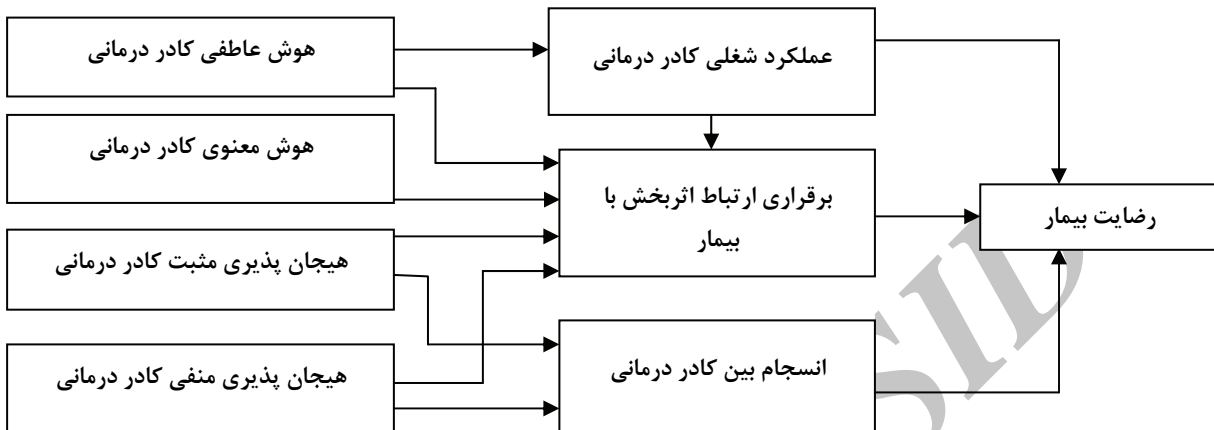 هوش عاطفی کادر درمانی
عملکرد شغلی کادر درمانی
هوش معنوی کادر درمانی
برقراری ارتباط اثربخش با
بیمار
رضایت بیمار
هیجان پذیری مثبت کادر درمانی
هیجان پذیری منفی کادر درمانی
انسجام بین کادر درمانی
SID